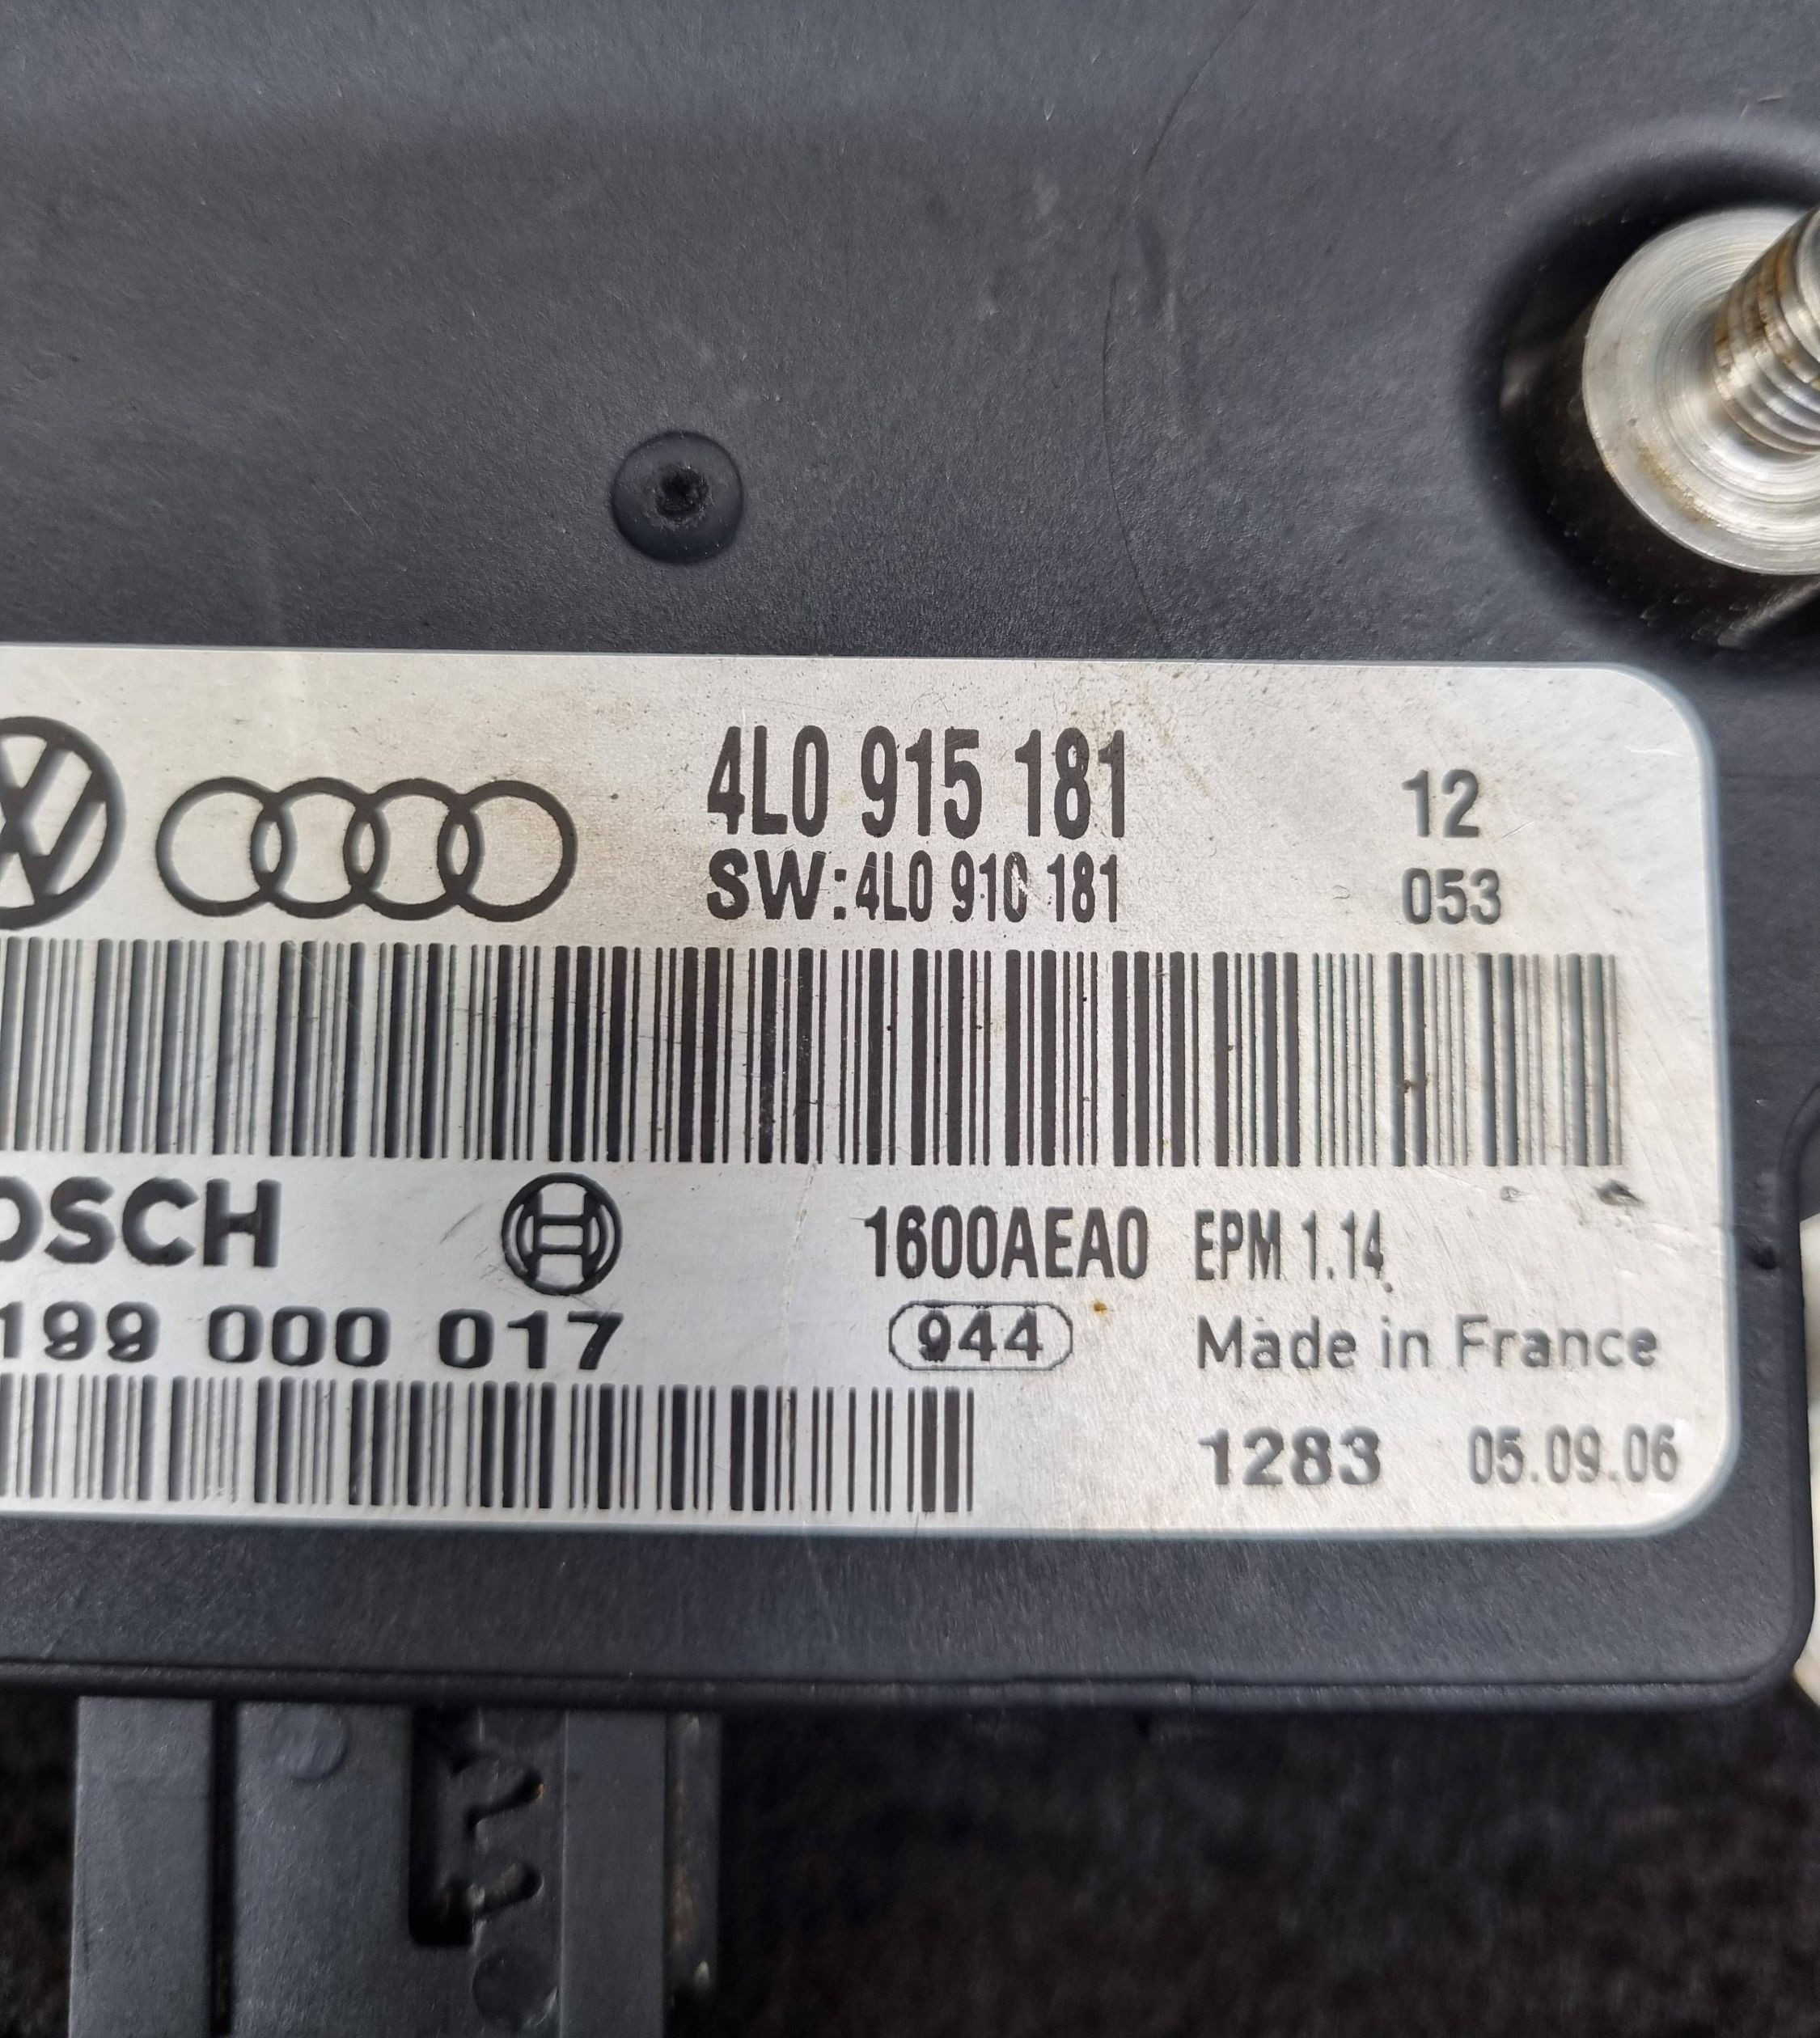 4L0 915 181 12
SW:4L0 910 181 053
OSCH 1600AEA0 EPM 1.14
199 000 017 944 Made in France
1283 05.09.06